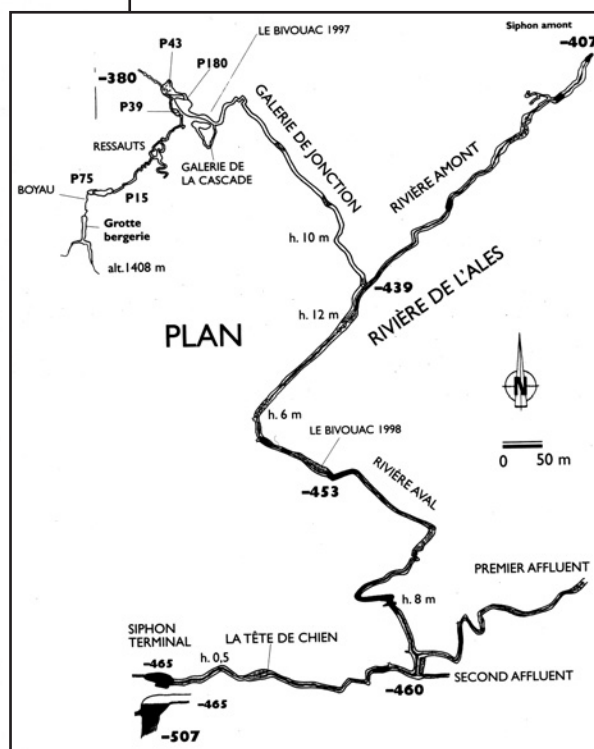 LE BIVOUAC 1997
Siphon amont
-407
P43
-380
P180
P39
GALERIE DE JONCTION
RESSAUTS
GALERIE DE
LA CASCADE
RIVIÈRE AMONT
P75
BOYAU
P15
Grotte
bergerie
alt.1408 m
h. 10 m
-439
h. 12 m
RIVIÈRE DE L'ALES
PLAN
N
h. 6 m
LE BIVOUAC 1998
0 50 m
-453
RIVIÈRE AVAL
PREMIER AFFLUENT
h. 8 m
SIPHON
TERMINAL
LA TÊTE DE CHIEN
-465
h. 0,5
SECOND AFFLUENT
-460
-465
-507